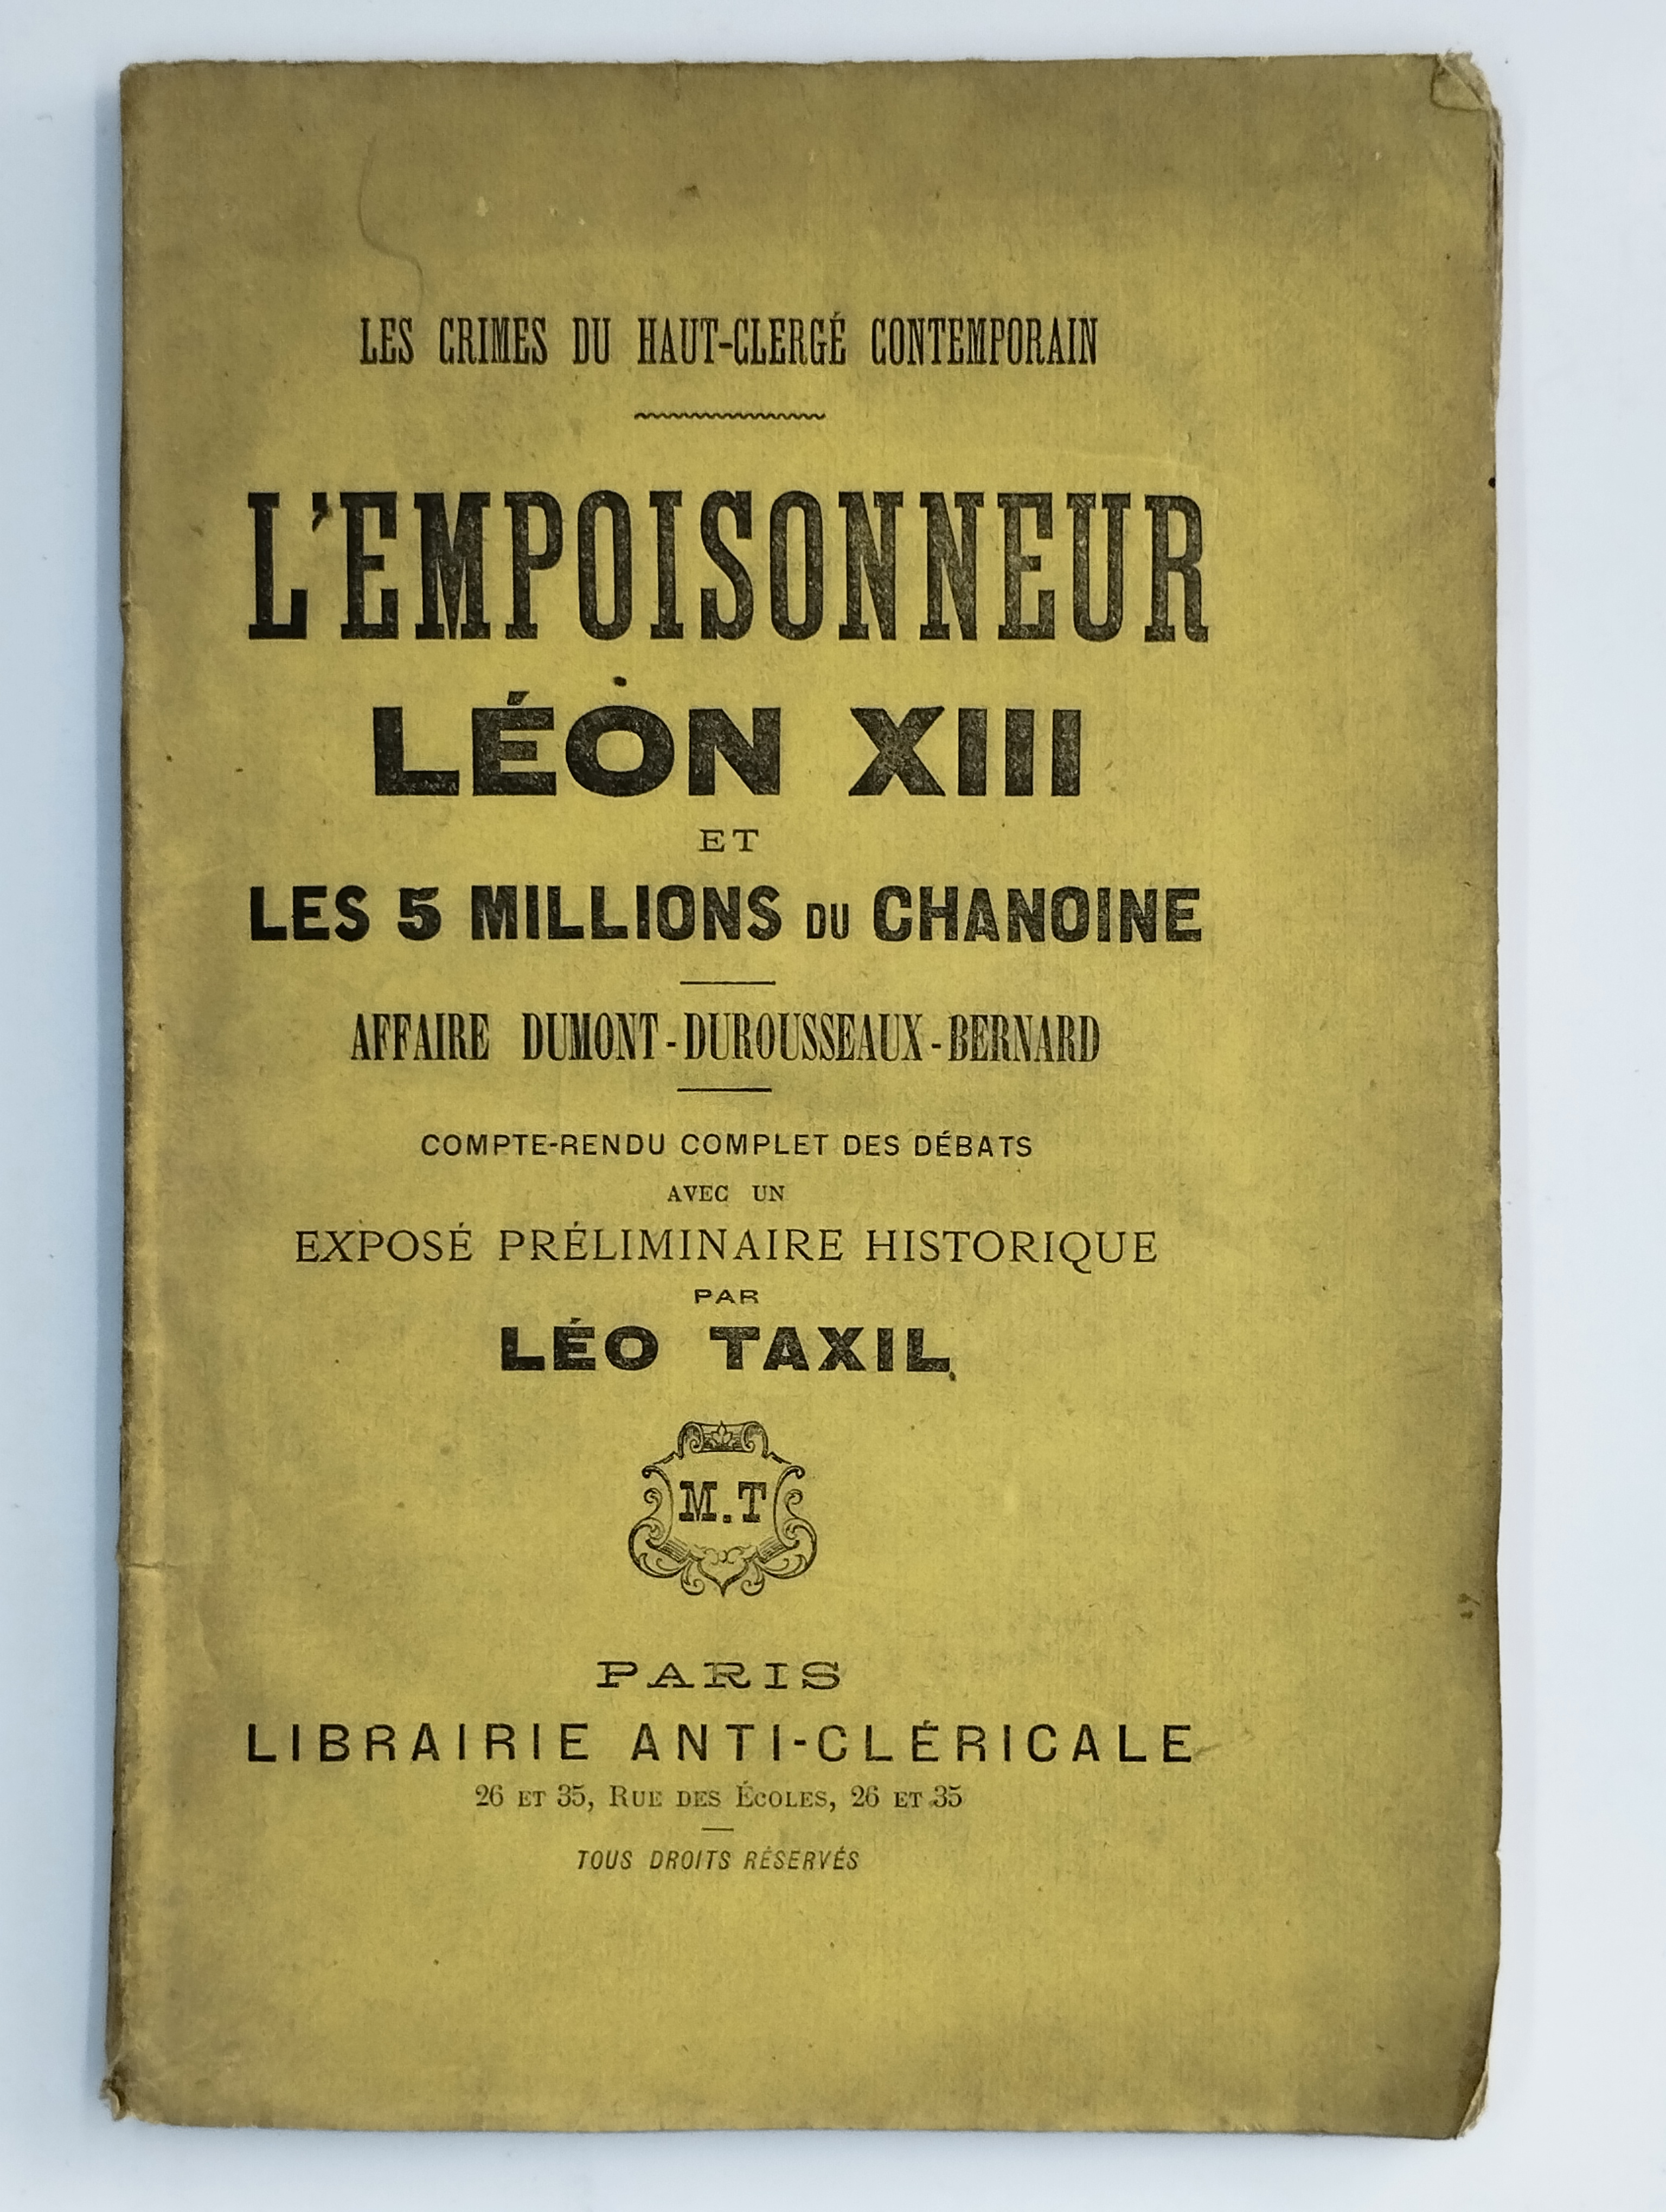 LES CRIMES DU HAUT-CLERGÉ CONTEMPORAIN
L'EMPOISONNEUR
LÉON XIII
ET
LES 5 MILLIONS DU CHANOINE
AFFAIRE DUMONT-DUROUSSEAUX-BERNARD
COMPTE-RENDU COMPLET DES DÉBATS
AVEC UN
EXPOSÉ PRÉLIMINAIRE HISTORIQUE
PAR
LÉO TAXIL
M.T
PARIS
LIBRAIRIE ANTI-CLÉRICALE
26 ET 35, RUE DES ÉCOLES, 26 ET 35
TOUS DROITS RÉSERVÉS